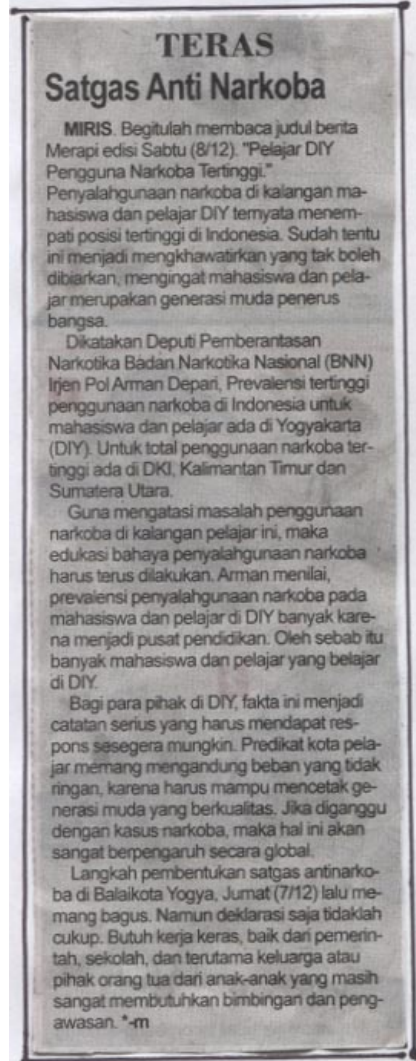 TERAS
Satgas Anti Narkoba
MIRIS. Begitulah membaca judul berita
Merapi edisi Sabtu (8/12). "Pelajar DIY
Pengguna Narkoba Tertinggi."
Penyalahgunaan narkoba di kalangan ma-
hasiswa dan pelajar DIY ternyata menem-
pati posisi tertinggi di Indonesia. Sudah tentu
ini menjadi mengkhawatirkan yang tak boleh
dibiarkan, mengingat mahasiswa dan pela-
jar merupakan generasi muda penerus
bangsa.
Dikatakan Deputi Pemberantasan
Narkotika Badan Narkotika Nasional (BNN)
Irjen Pol Arman Depari, Prevalensi tertinggi
penggunaan narkoba di Indonesia untuk
mahasiswa dan pelajar ada di Yogyakarta
(DIY). Untuk total penggunaan narkoba ter-
tinggi ada di DKI, Kalimantan Timur dan
Sumatera Utara.
Guna mengatasi masalah penggunaan
narkoba di kalangan pelajar ini, maka
edukasi bahaya penyalahgunaan narkoba
harus terus dilakukan. Arman menilai,
prevalensi penyalahgunaan narkoba pada
mahasiswa dan pelajar di DIY banyak kare-
na menjadi pusat pendidikan. Oleh sebab itu
banyak mahasiswa dan pelajar yang belajar
di DIY.
Bagi para pihak di DIY, fakta ini menjadi
catatan serius yang harus mendapat res-
pons sesegera mungkin. Predikat kota pela-
jar memang mengandung beban yang tidak
ringan, karena harus mampu mencetak ge-
nerasi muda yang berkualitas. Jika diganggu
dengan kasus narkoba, maka hal ini akan
sangat berpengaruh secara global.
Langkah pembentukan satgas antinarko-
ba di Balaikota Yogya, Jumat (7/12) lalu me-
mang bagus. Namun deklarasi saja tidaklah
cukup. Butuh kerja keras, baik dari pemerin-
tah, sekolah, dan terutama keluarga atau
pihak orang tua dari anak-anak yang masih
sangat membutuhkan bimbingan dan peng-
awasan. *-m